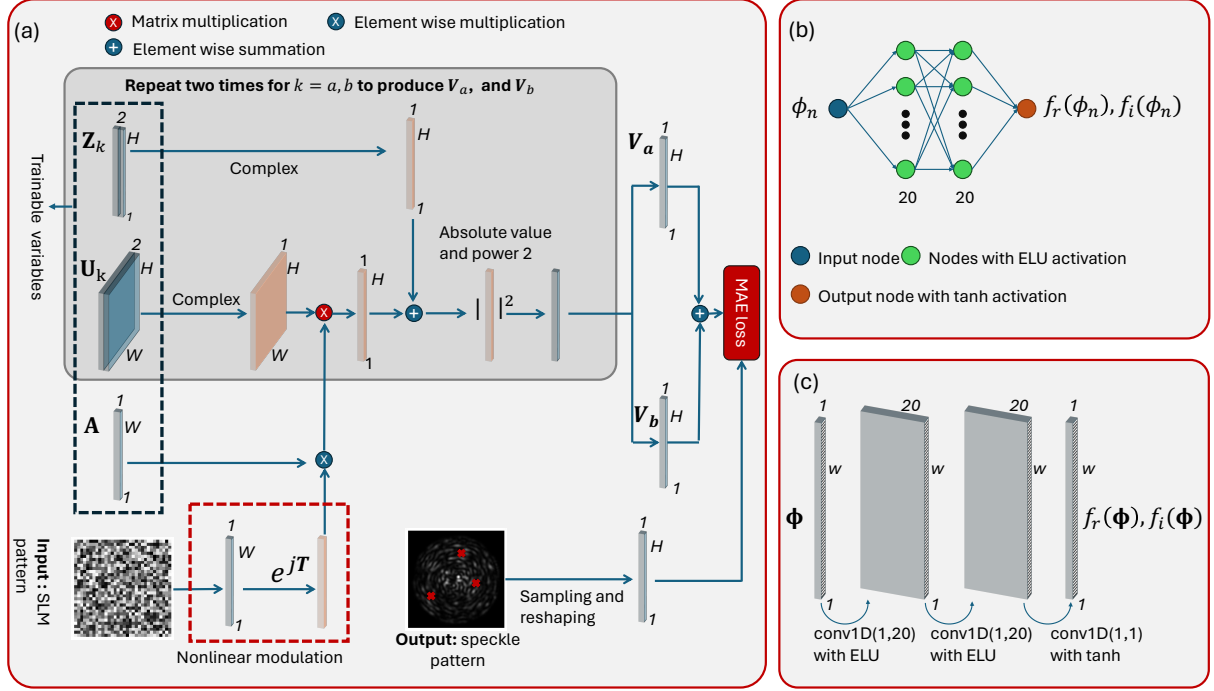 (a)
X Matrix multiplication
X Element wise multiplication
+ Element wise summation
Repeat two times for k = a, b to produce V_a, and V_b
Z_k
2
H
1
Complex
1
H
1
Trainable variables
U_k
2
H
W
Complex
1
H
W
X
1
H
1
+
Absolute value
and power 2
| |²
V_a
1
H
1
+
MAE loss
V_b
1
H
1
A
1
W
1
X
Input: : SLM
pattern
1
W
1
e^{jT}
Nonlinear modulation
Output: speckle
pattern
Sampling and
reshaping
H
1
(b)
ϕ_n
f_r(ϕ_n), f_i(ϕ_n)
20
20
Input node
Nodes with ELU activation
Output node with tanh activation
(c)
ϕ
1
w
1
20
w
1
20
w
1
1
w
1
f_r(ϕ), f_i(ϕ)
conv1D(1,20)
with ELU
conv1D(1,20)
with ELU
conv1D(1,1)
with tanh